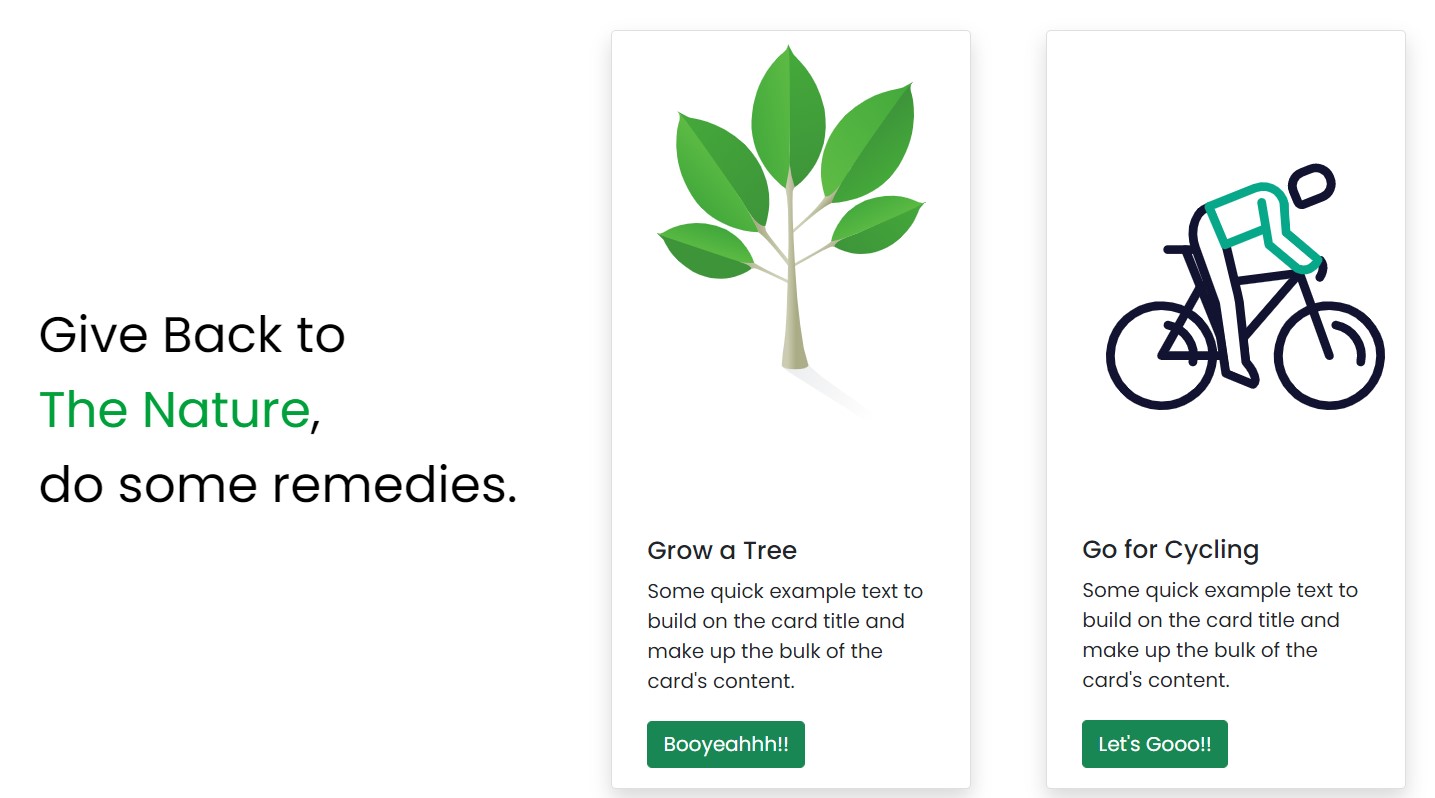 Give Back to
The Nature,
do some remedies.
Grow a Tree
Some quick example text to
build on the card title and
make up the bulk of the
card's content.
Booyeahhh!!
Go for Cycling
Some quick example text to
build on the card title and
make up the bulk of the
card's content.
Let's Gooo!!